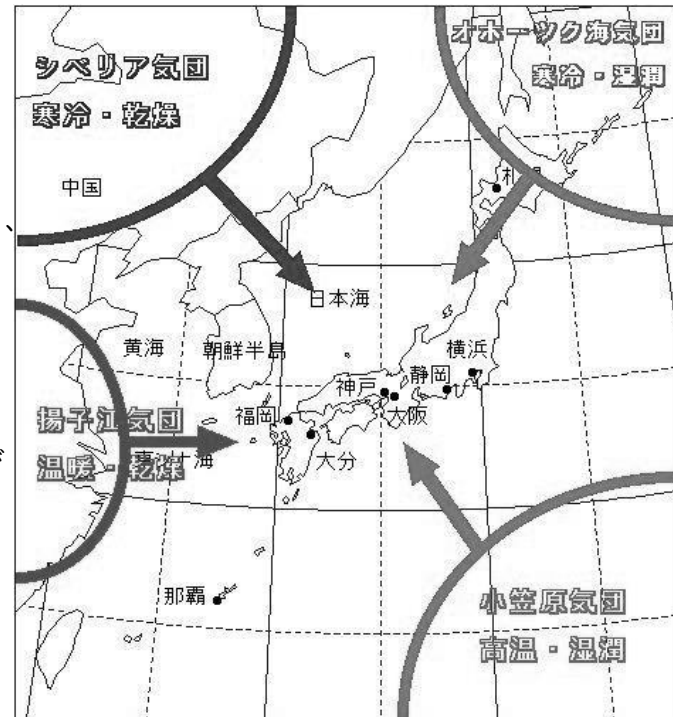 シベリア気団
寒冷・乾燥
オホーツク海気団
寒冷・湿潤
中国
札幌
日本海
黄海
朝鮮半島
横浜
静岡
神戸
大阪
福岡
大分
揚子江気団
温暖・乾燥
海
那覇
小笠原気団
高温・湿潤
、